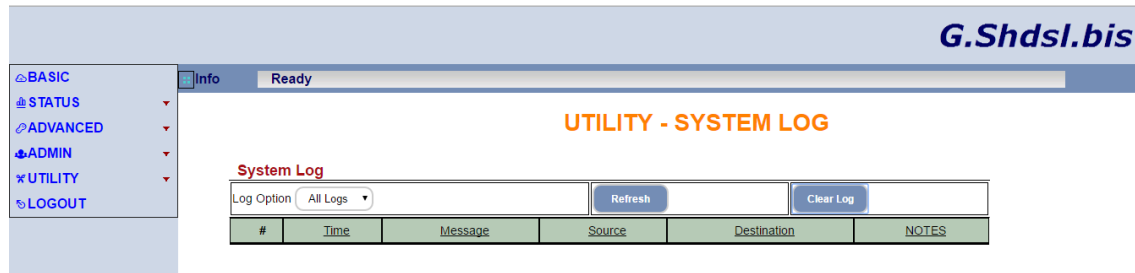 G.Shdsl.bis
BASIC
STATUS
ADVANCED
ADMIN
UTILITY
LOGOUT
Info Ready
UTILITY - SYSTEM LOG
System Log
Log Option All Logs Refresh Clear Log
# Time Message Source Destination NOTES